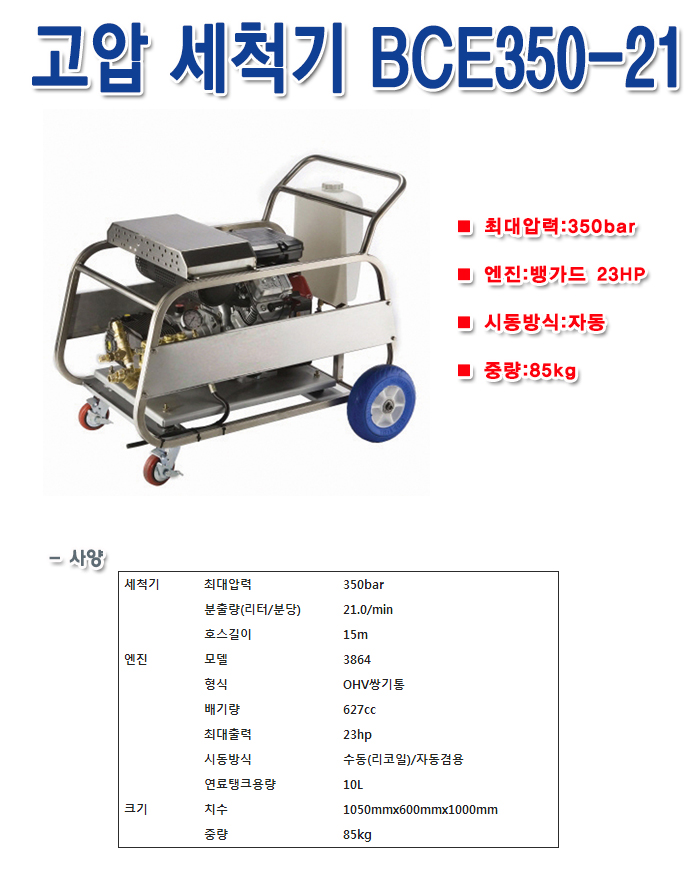 고압 세척기 BCE350-21
■ 최대압력:350bar
■ 엔진:뱅가드 23HP
■ 시동방식:자동
■ 중량:85kg
- 사양
세척기 최대압력 350bar
분출량(리터/분당) 21.0/min
호스길이 15m
엔진 모델 3864
형식 OHV쌍기통
배기량 627cc
최대출력 23hp
시동방식 수동(리코일)/자동겸용
연료탱크용량 10L
크기 치수 1050mmx600mmx1000mm
중량 85kg